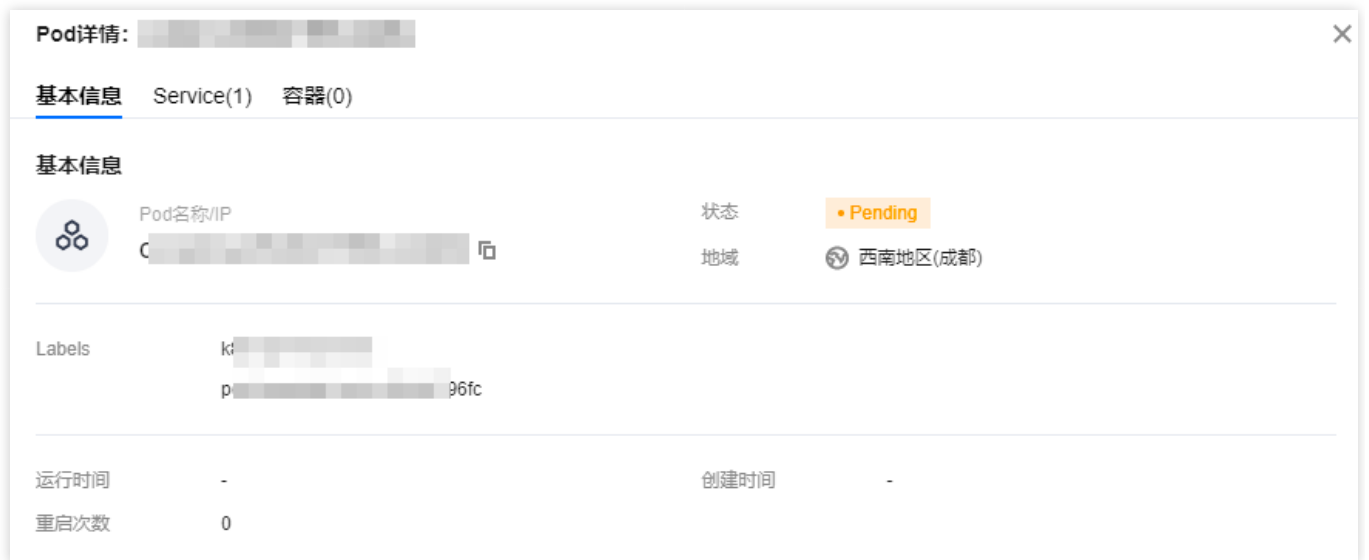 Pod详情：
基本信息 Service(1) 容器(0)
基本信息
Pod名称/IP
状态 • Pending
地域 西南地区(成都)
Labels
96fc
运行时间 - 创建时间 -
重启次数 0